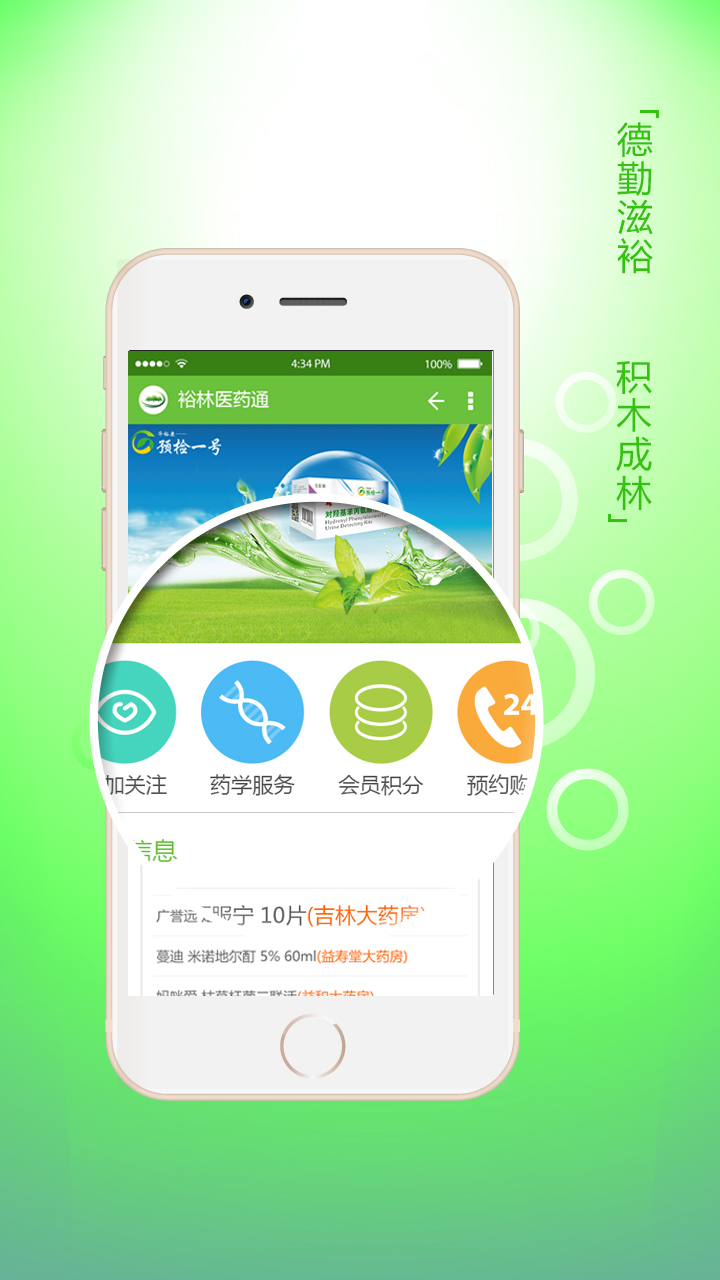 「德勤滋裕
积木成林」
4:34 PM
100%
裕林医药通
预检一号
对羟基苯丙氨酸
Hydroxyl Phenylalanine
Urine Detecting Kits
24
加关注
药学服务
会员积分
预约购
信息
广誉远
宁 10片(吉林大药房)
蔓迪 米诺地尔酊 5% 60ml(益寿堂大药房)